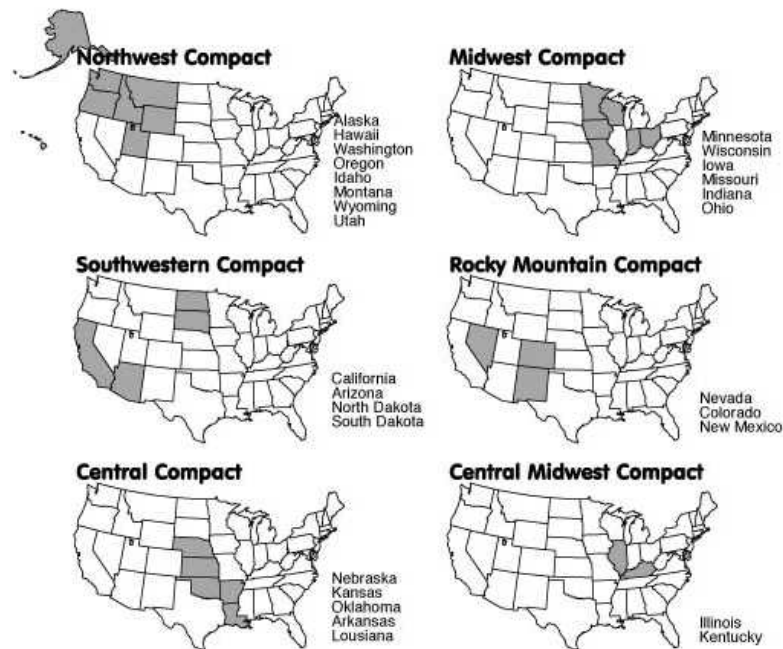 Northwest Compact
Alaska
Hawaii
Washington
Oregon
Idaho
Montana
Wyoming
Utah
Midwest Compact
Minnesota
Wisconsin
Iowa
Missouri
Indiana
Ohio
Southwestern Compact
California
Arizona
North Dakota
South Dakota
Rocky Mountain Compact
Nevada
Colorado
New Mexico
Central Compact
Nebraska
Kansas
Oklahoma
Arkansas
Lousiana
Central Midwest Compact
Illinois
Kentucky